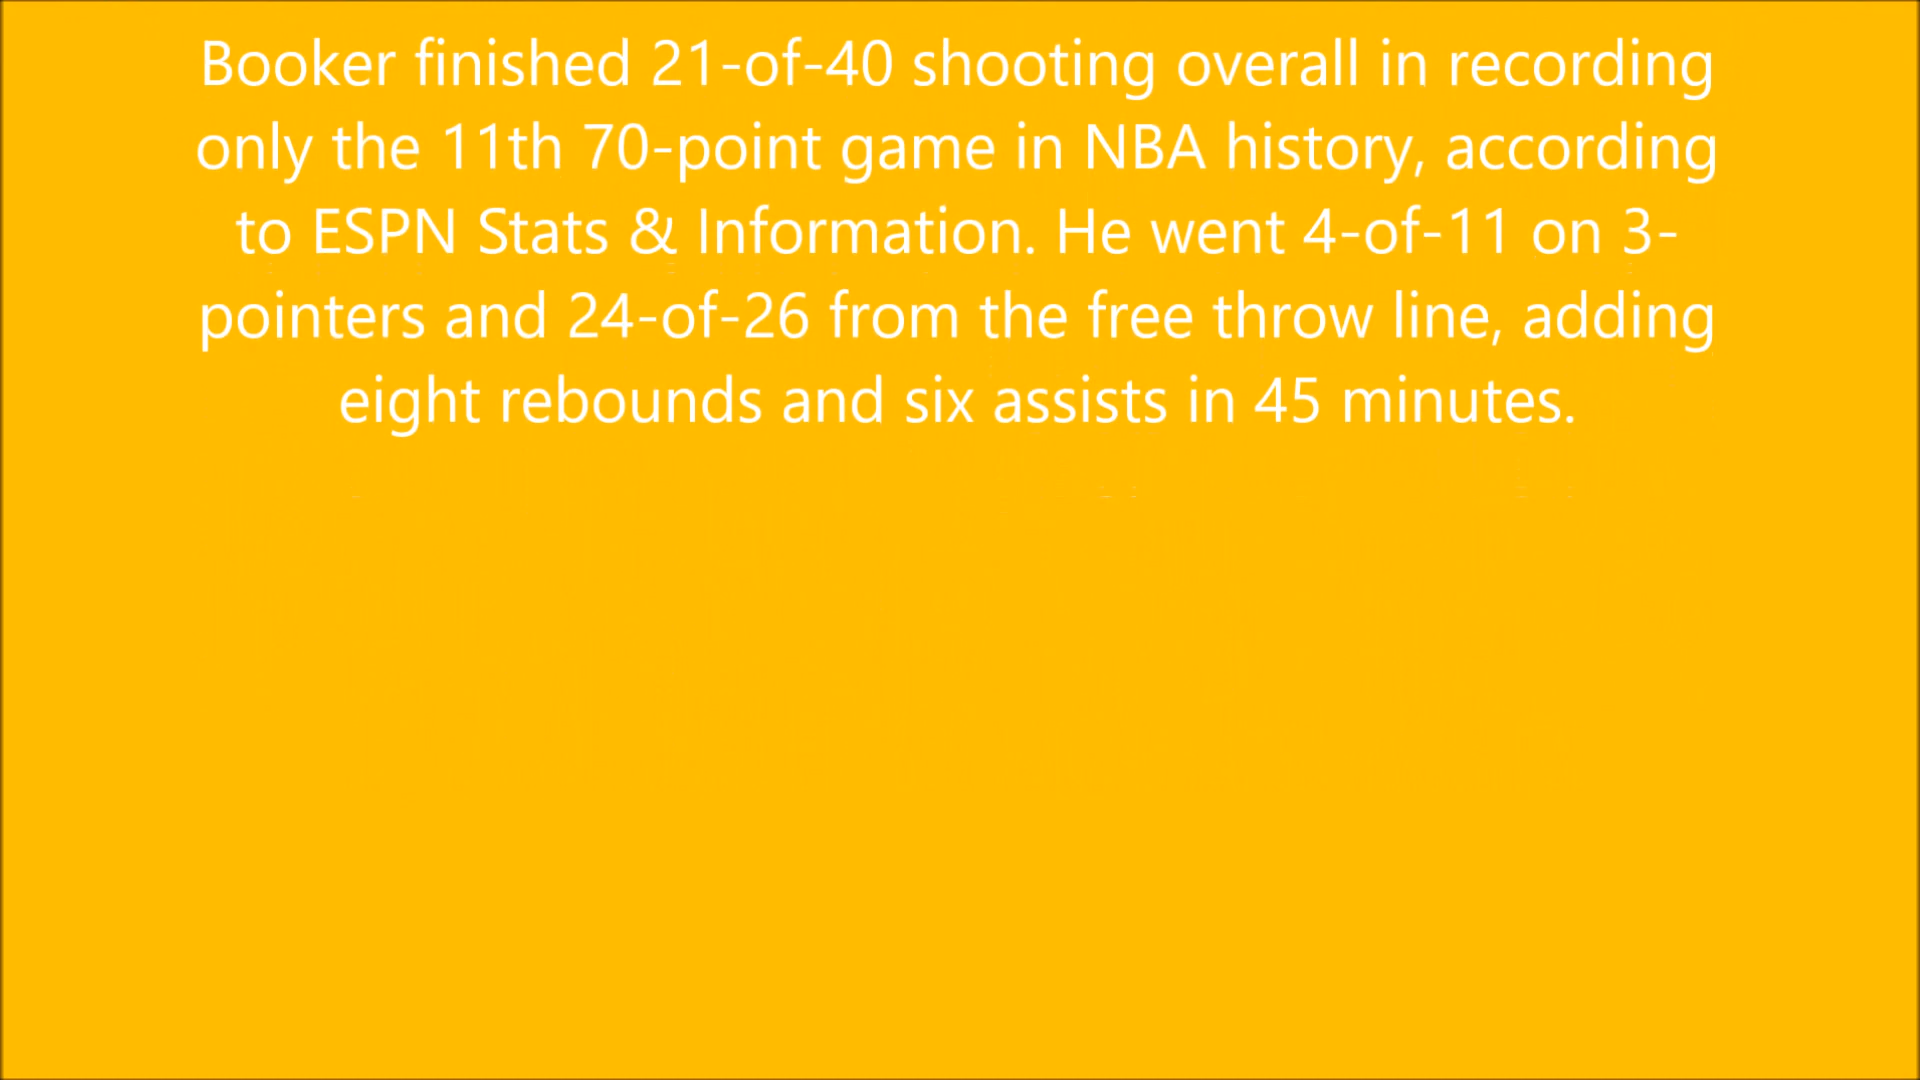 Booker finished 21-of-40 shooting overall in recording
only the 11th 70-point game in NBA history, according
to ESPN Stats & Information. He went 4-of-11 on 3-
pointers and 24-of-26 from the free throw line, adding
eight rebounds and six assists in 45 minutes.